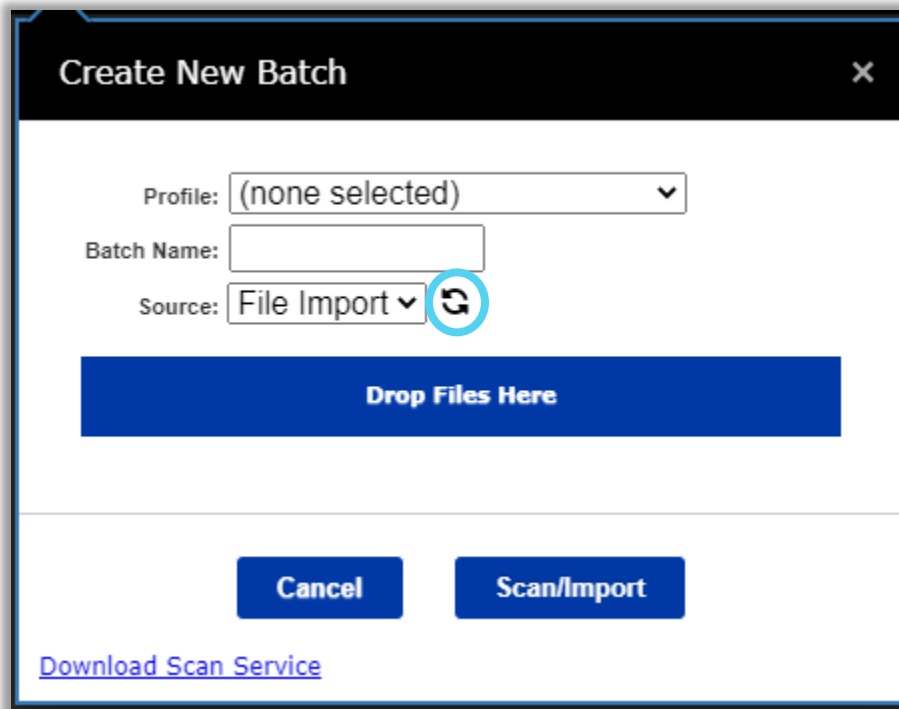 Create New Batch ×
Profile: (none selected)
Batch Name:
Source: File Import
Drop Files Here
Cancel Scan/Import
Download Scan Service